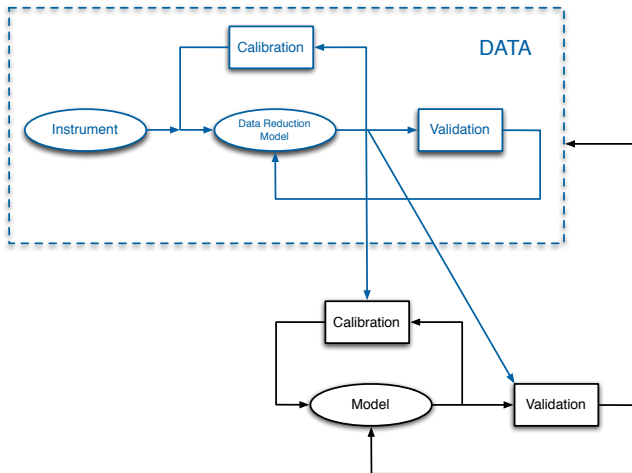 DATA
Calibration
Instrument
Data Reduction
Model
Validation
Calibration
Model
Validation